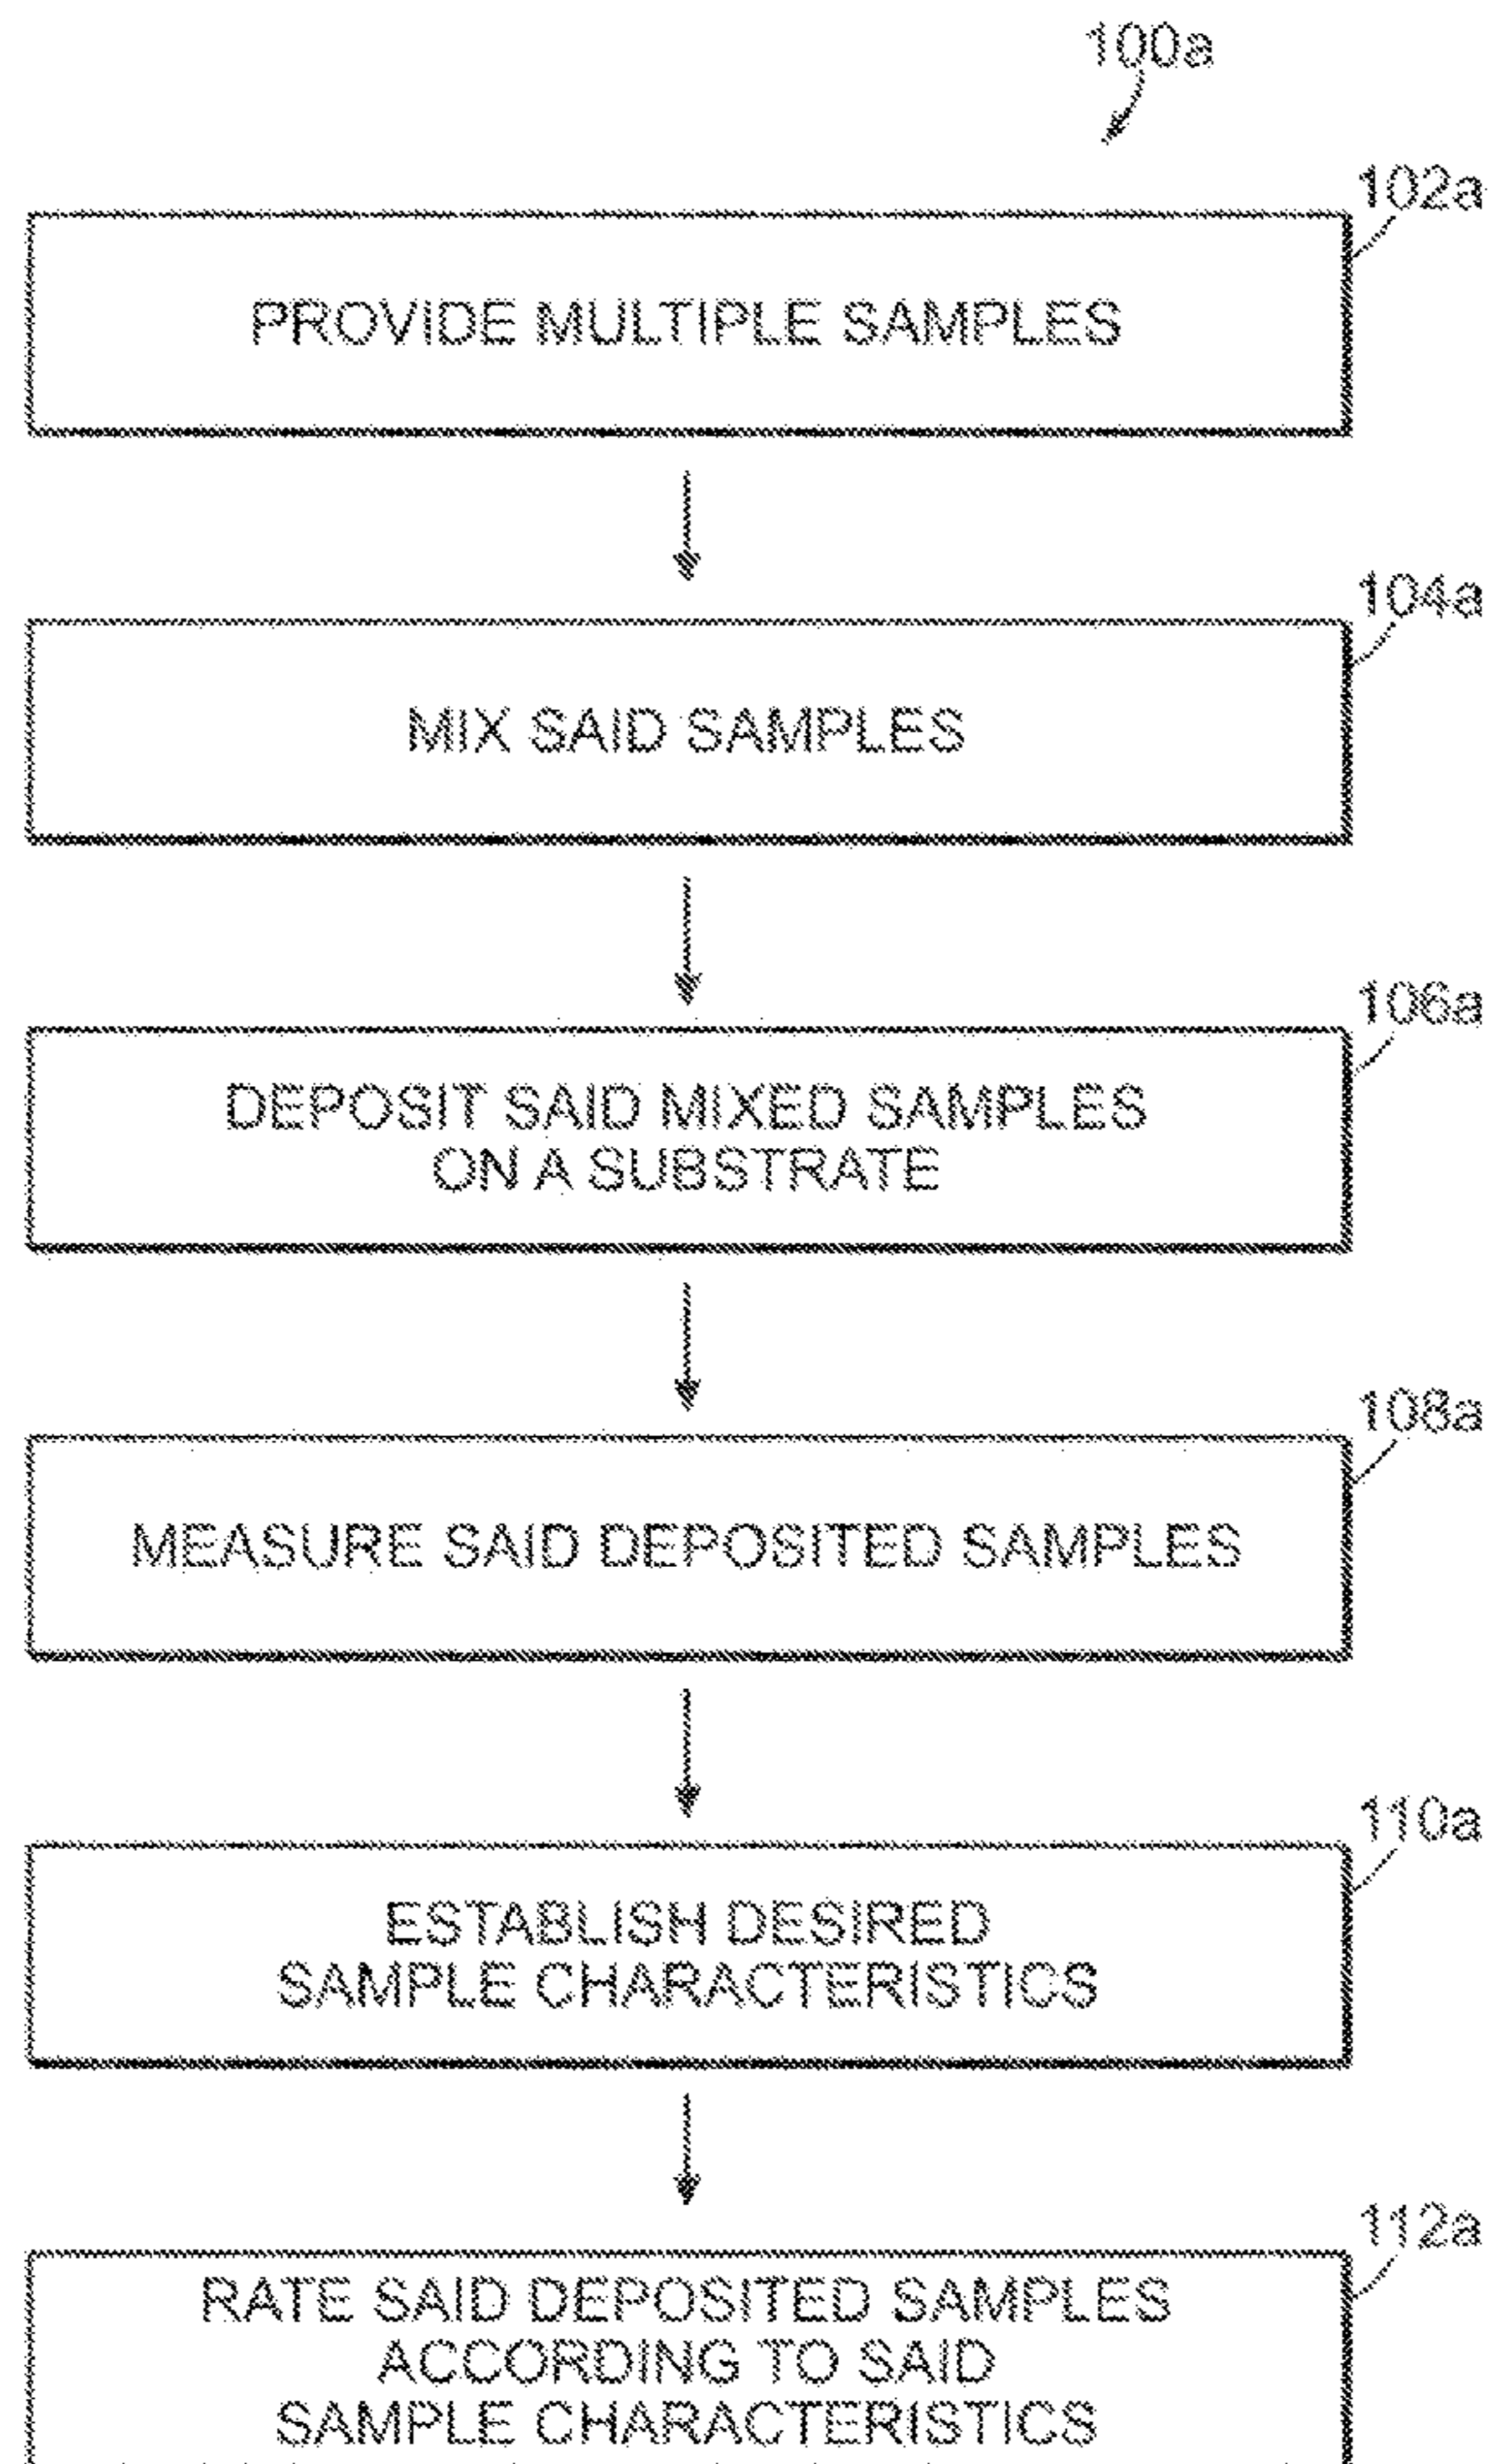 100a
102a
PROVIDE MULTIPLE SAMPLES
104a
MIX SAID SAMPLES
106a
DEPOSIT SAID MIXED SAMPLES
ON A SUBSTRATE
108a
MEASURE SAID DEPOSITED SAMPLES
110a
ESTABLISH DESIRED
SAMPLE CHARACTERISTICS
112a
RATE SAID DEPOSITED SAMPLES
ACCORDING TO SAID
SAMPLE CHARACTERISTICS